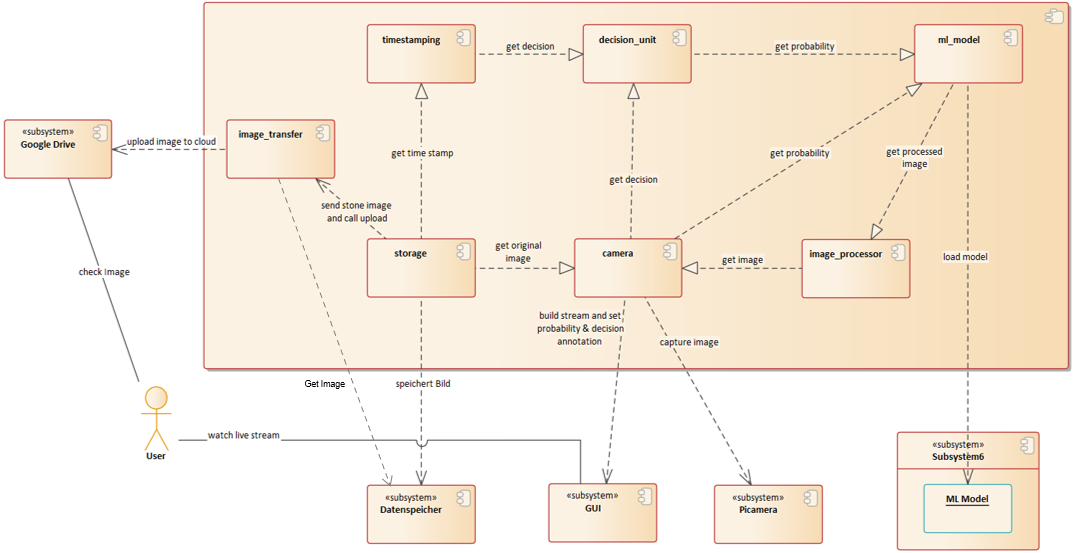 timestamping
get decision
decision_unit
get probability
ml_model
«subsystem»
Google Drive
upload image to cloud
image_transfer
get time stamp
get decision
get probability
get processed
image
send stone image
and call upload
storage
get original
image
camera
get image
image_processor
load model
check Image
build stream and set
probability & decision
annotation
capture image
Get Image
speichert Bild
watch live stream
User
«subsystem»
Datenspeicher
«subsystem»
GUI
«subsystem»
Picamera
«subsystem»
Subsystem6
ML Model